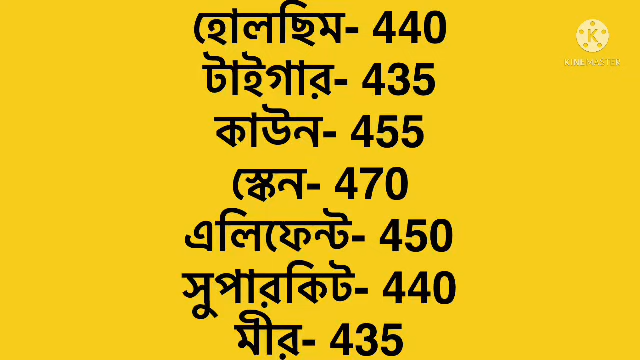 হোলছিম- 440
টাইগার- 435
কাউন- 455
স্কেন- 470
এলিফেন্ট- 450
সুপারকিট- 440
মীর- 435
KINEMASTER